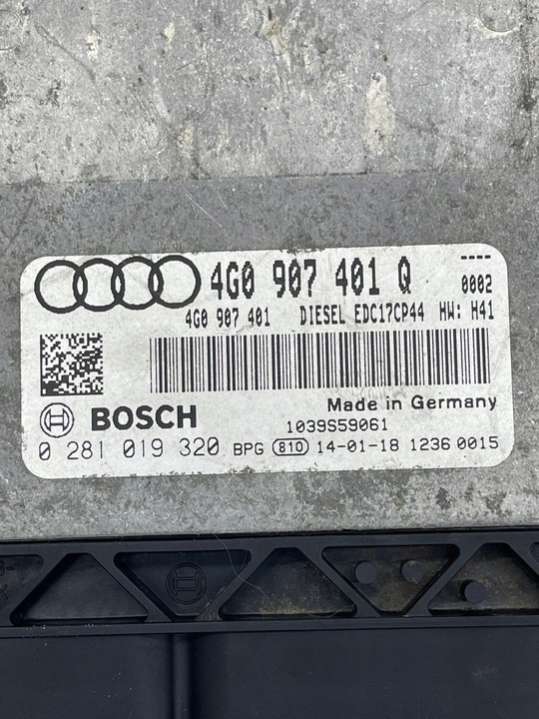 4G0 907 401 Q
----
0002
4G0 907 401 DIESEL EDC17CP44 HW: H41
Made in Germany
BOSCH
1039S59061
0 281 019 320 BPG 810 14-01-18 1236 0015